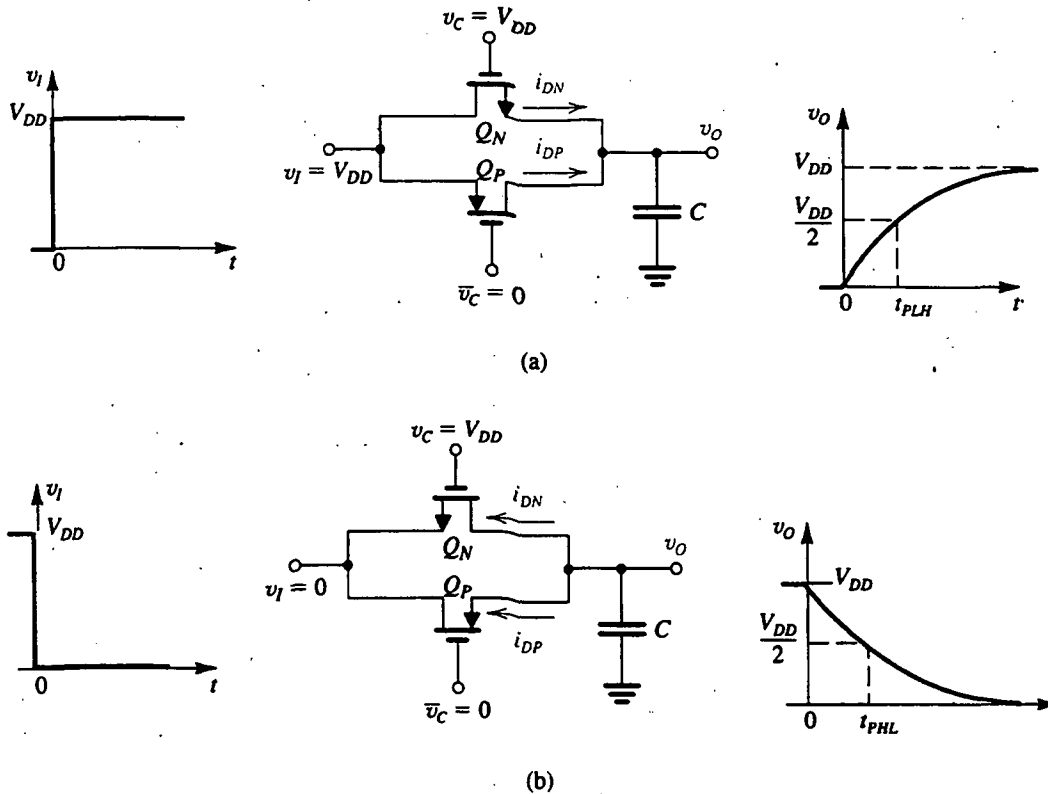 v_C = V_DD
v_I
V_DD
0
t
i_DN
Q_N
v_I = V_DD
Q_P
i_DP
v_O
C
v̅_C = 0
v_O
V_DD
V_DD/2
0
t_PLH
t
(a)
v_C = V_DD
v_I
V_DD
0
t
i_DN
Q_N
v_I = 0
Q_P
i_DP
v_O
C
v̅_C = 0
v_O
V_DD
V_DD/2
0
t_PHL
(b)